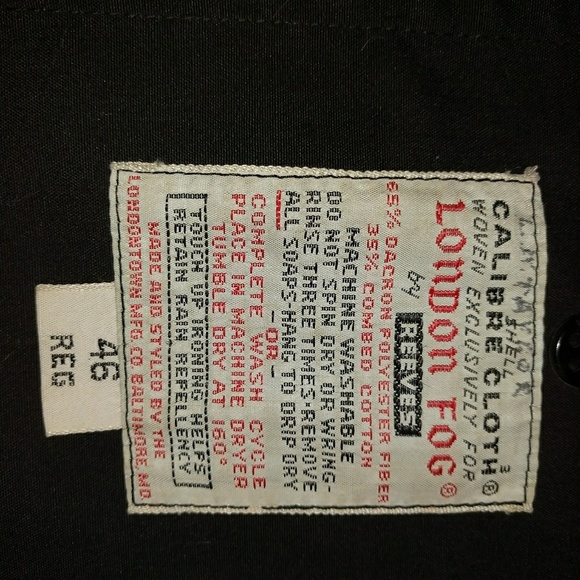 SHELL
CALIBRE CLOTH®
WOVEN EXCLUSIVELY FOR
LONDON FOG®
by REEVES
65% DACRON POLYESTER FIBER
35% COMBED COTTON
MACHINE WASHABLE
DO NOT SPIN DRY OR WRING-
RINSE THREE TIMES REMOVE
ALL SOAPS-HANG TO DRIP DRY
-OR-
COMPLETE WASH CYCLE
PLACE IN MACHINE DRYER
TUMBLE DRY AT 160°
TOUCH UP IRONING HELPS
RETAIN RAIN REPELLENCY
MADE AND STYLED BY THE
LONDONTOWN MFG. CO BALTIMORE, MD.
46
REG